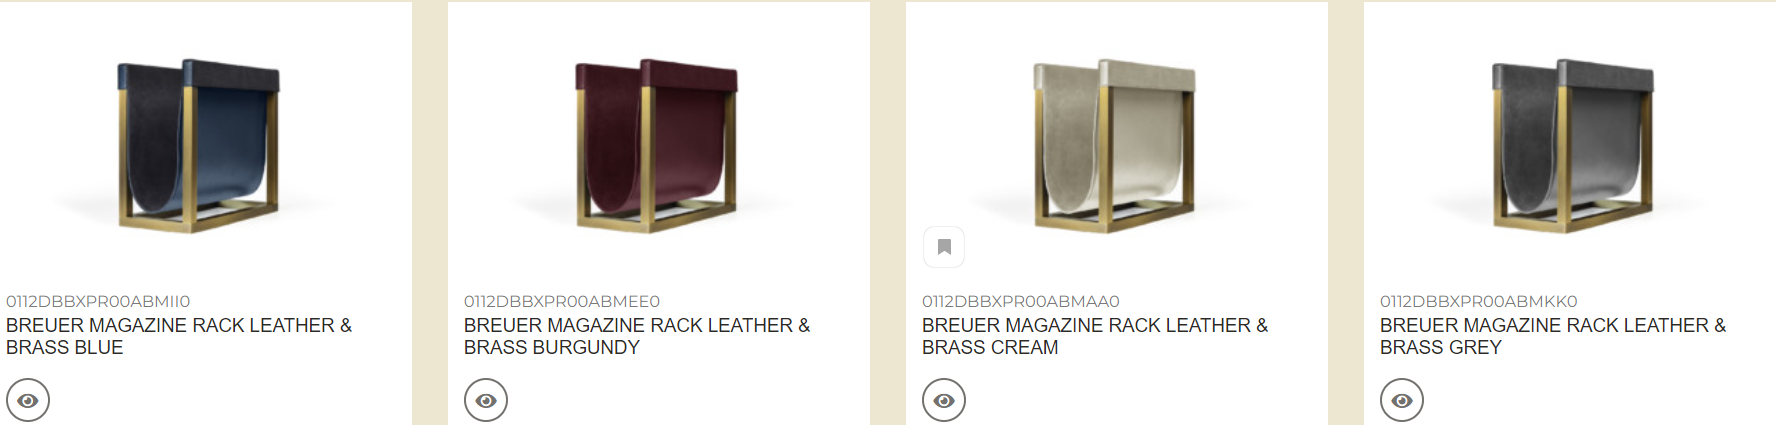 0112DBBXPR00ABMII0
BREUER MAGAZINE RACK LEATHER &
BRASS BLUE
0112DBBXPR00ABMEE0
BREUER MAGAZINE RACK LEATHER &
BRASS BURGUNDY
0112DBBXPR00ABMAA0
BREUER MAGAZINE RACK LEATHER &
BRASS CREAM
0112DBBXPR00ABMKK0
BREUER MAGAZINE RACK LEATHER &
BRASS GREY